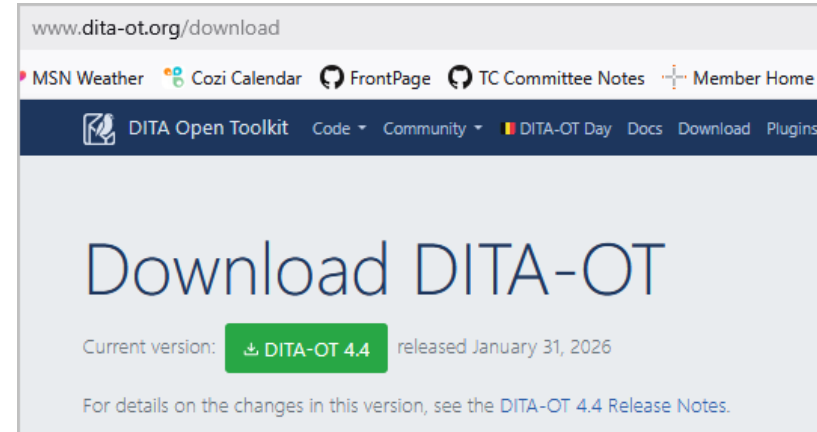 www.dita-ot.org/download
MSN Weather Cozi Calendar FrontPage TC Committee Notes Member Home
DITA Open Toolkit Code Community DITA-OT Day Docs Download Plugins
Download DITA-OT
Current version: DITA-OT 4.4 released January 31, 2026
For details on the changes in this version, see the DITA-OT 4.4 Release Notes.